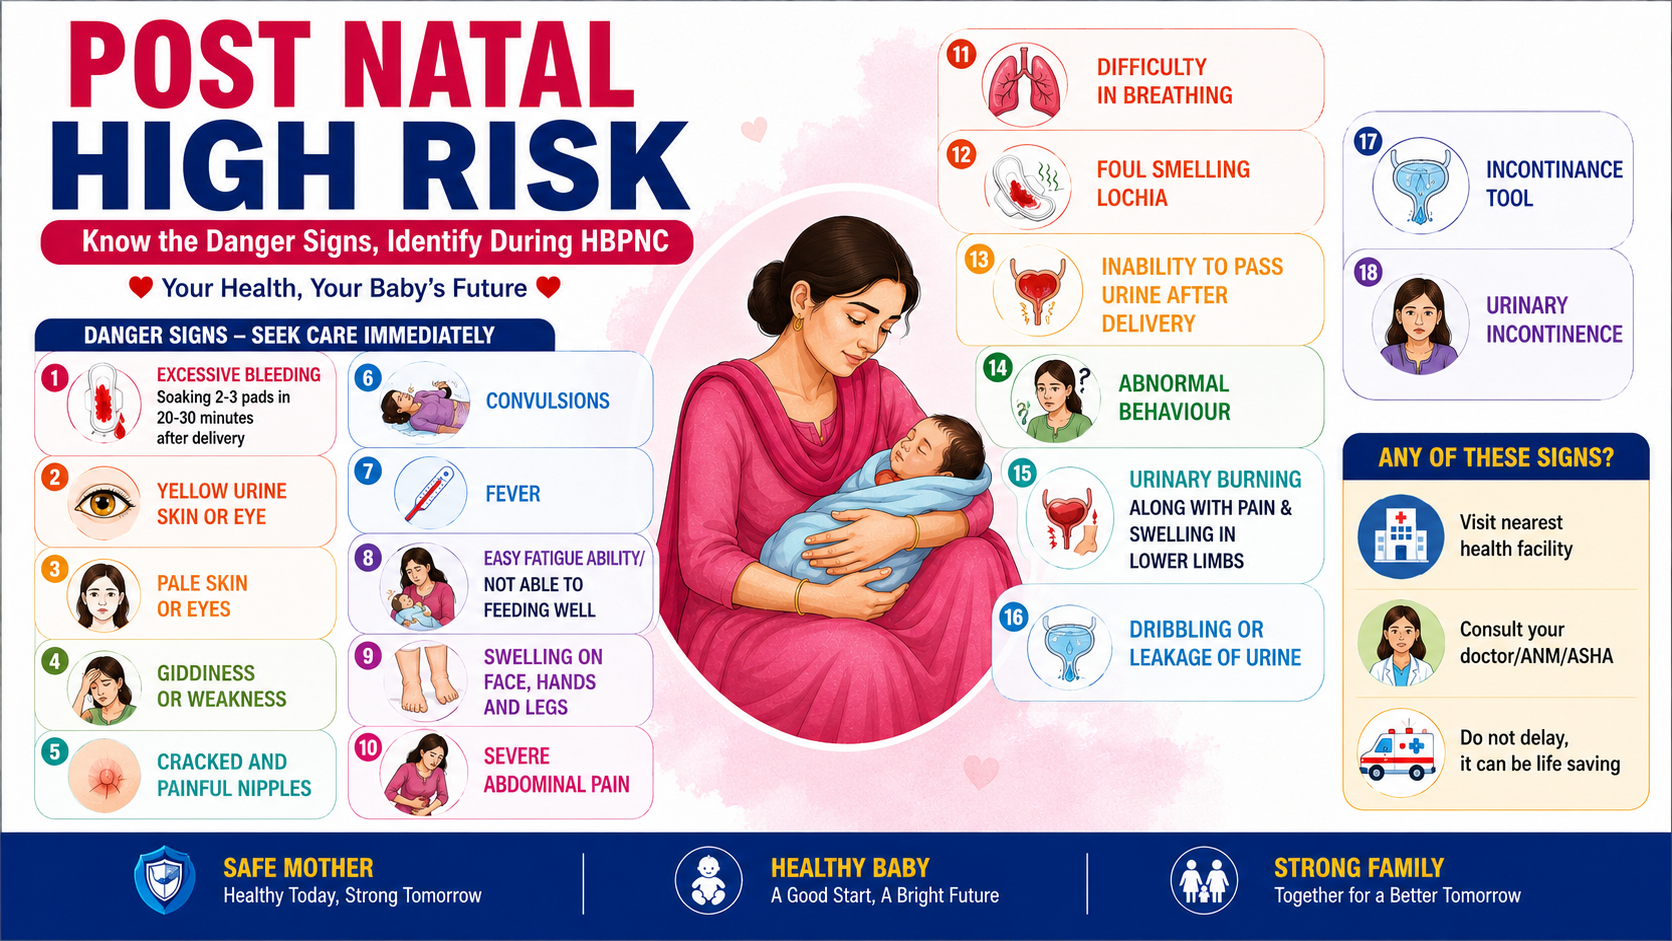 POST NATAL
HIGH RISK
Know the Danger Signs, Identify During HBPNC
Your Health, Your Baby's Future
DANGER SIGNS – SEEK CARE IMMEDIATELY
1
EXCESSIVE BLEEDING
Soaking 2-3 pads in
20-30 minutes
after delivery
2
YELLOW URINE
SKIN OR EYE
3
PALE SKIN
OR EYES
4
GIDDINESS
OR WEAKNESS
5
CRACKED AND
PAINFUL NIPPLES
6
CONVULSIONS
7
FEVER
8
EASY FATIGUE ABILITY/
NOT ABLE TO
FEEDING WELL
9
SWELLING ON
FACE, HANDS
AND LEGS
10
SEVERE
ABDOMINAL PAIN
11
DIFFICULTY
IN BREATHING
12
FOUL SMELLING
LOCHIA
13
INABILITY TO PASS
URINE AFTER
DELIVERY
14
?
?
ABNORMAL
BEHAVIOUR
15
URINARY BURNING
ALONG WITH PAIN &
SWELLING IN
LOWER LIMBS
16
DRIBBLING OR
LEAKAGE OF URINE
17
INCONTINANCE
TOOL
18
URINARY
INCONTINENCE
ANY OF THESE SIGNS?
Visit nearest
health facility
Consult your
doctor/ANM/ASHA
Do not delay,
it can be life saving
SAFE MOTHER
Healthy Today, Strong Tomorrow
HEALTHY BABY
A Good Start, A Bright Future
STRONG FAMILY
Together for a Better Tomorrow